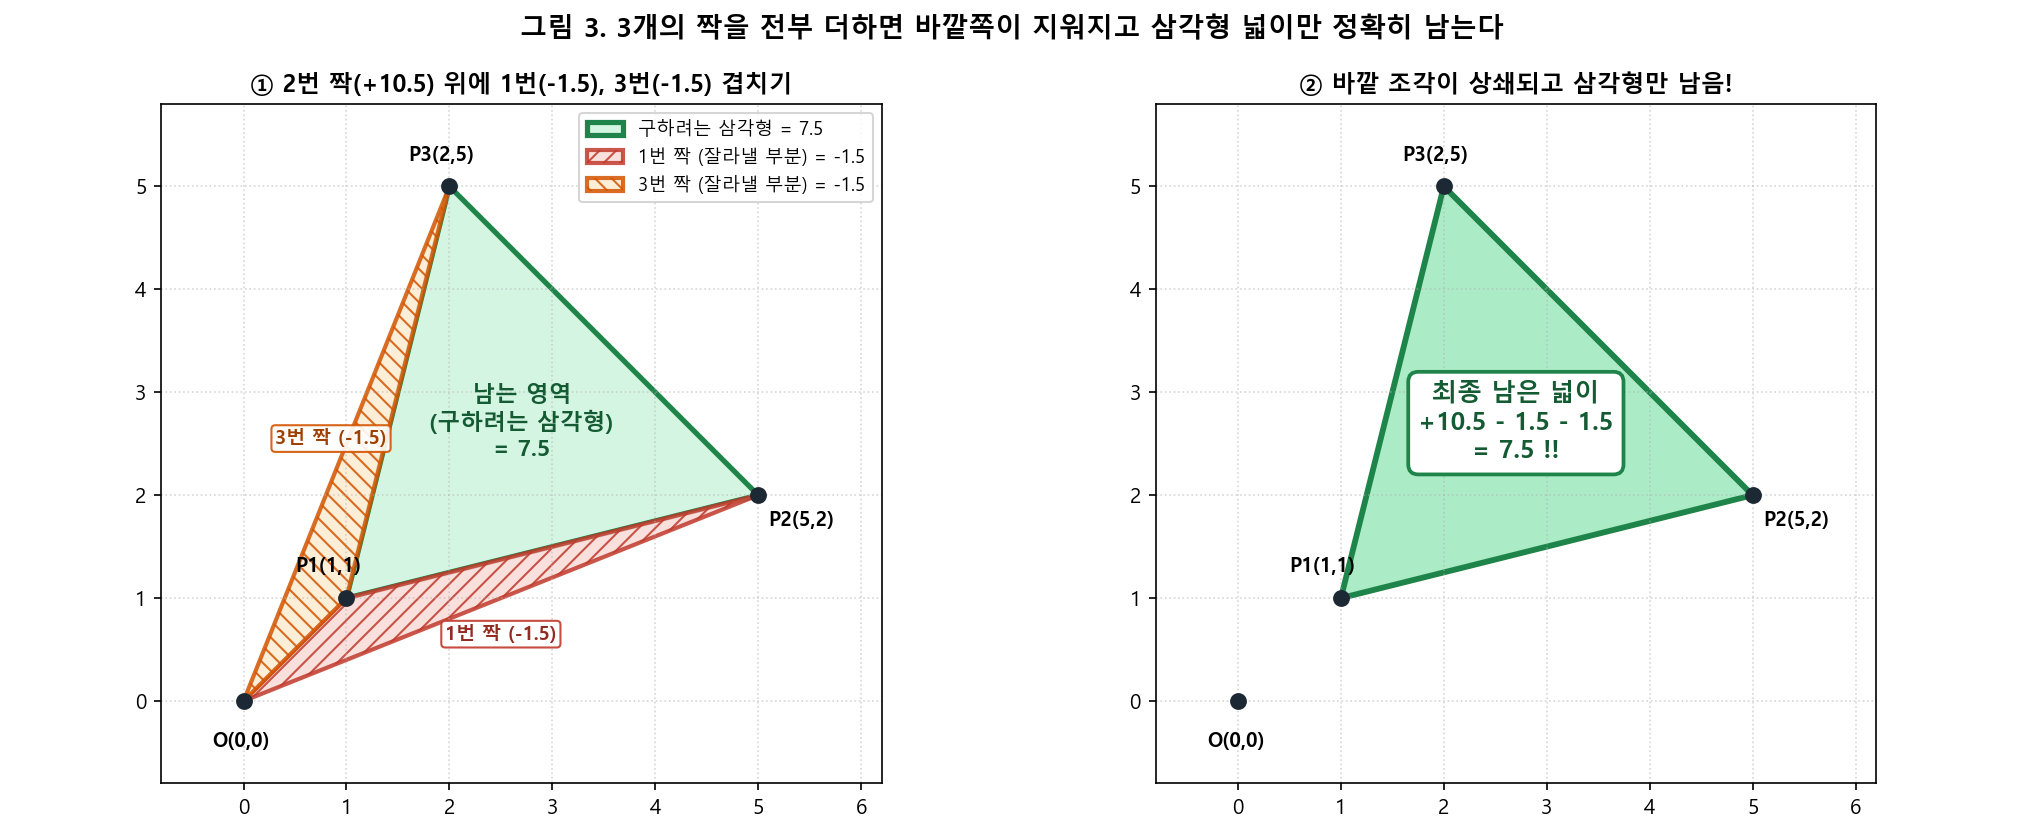 그림 3. 3개의 짝을 전부 더하면 바깥쪽이 지워지고 삼각형 넓이만 정확히 남는다
① 2번 짝(+10.5) 위에 1번(-1.5), 3번(-1.5) 겹치기
구하려는 삼각형 = 7.5
1번 짝 (잘라낼 부분) = -1.5
3번 짝 (잘라낼 부분) = -1.5
P3(2,5)
남는 영역
(구하려는 삼각형)
= 7.5
3번 짝 (-1.5)
P2(5,2)
P1(1,1)
1번 짝 (-1.5)
O(0,0)
5
4
3
2
1
0
0 1 2 3 4 5 6
② 바깥 조각이 상쇄되고 삼각형만 남음!
P3(2,5)
최종 남은 넓이
+10.5 - 1.5 - 1.5
= 7.5 !!
P2(5,2)
P1(1,1)
O(0,0)
5
4
3
2
1
0
0 1 2 3 4 5 6